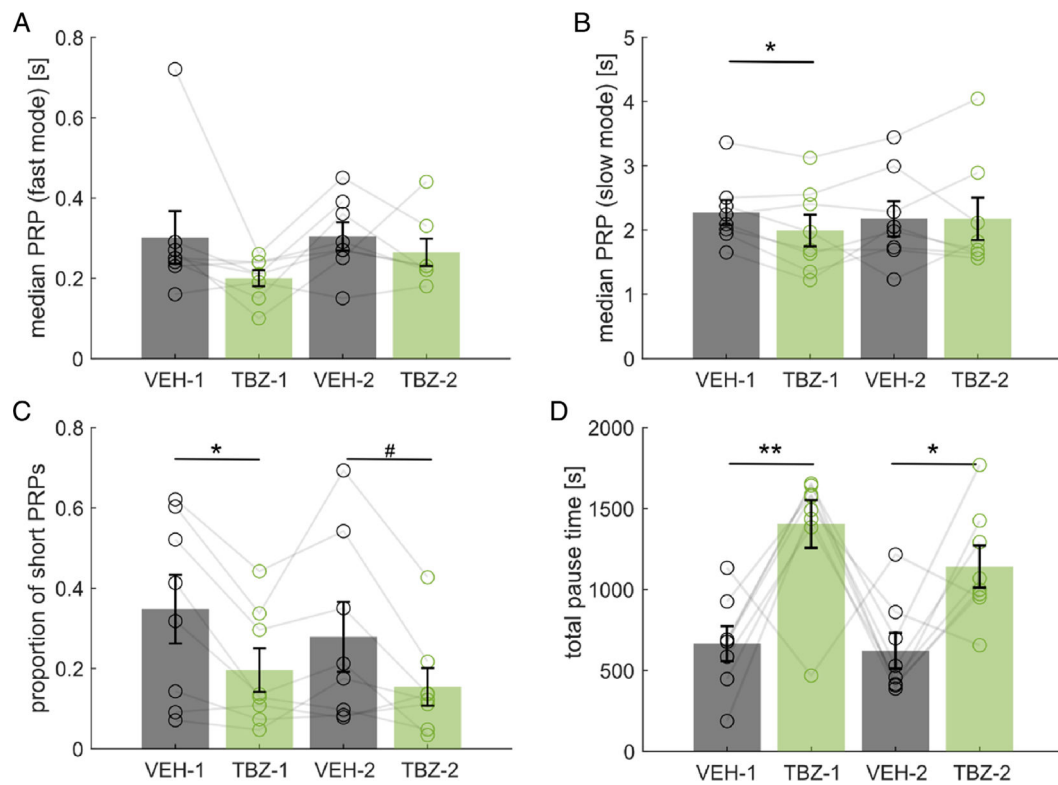 A
median PRP (fast mode) [s]
0.8
0.6
0.4
0.2
0
VEH-1 TBZ-1 VEH-2 TBZ-2
B
median PRP (slow mode) [s]
5
4
3
2
1
0
*
VEH-1 TBZ-1 VEH-2 TBZ-2
C
proportion of short PRPs
0.8
0.6
0.4
0.2
0
* #
VEH-1 TBZ-1 VEH-2 TBZ-2
D
total pause time [s]
2000
1500
1000
500
0
** *
VEH-1 TBZ-1 VEH-2 TBZ-2